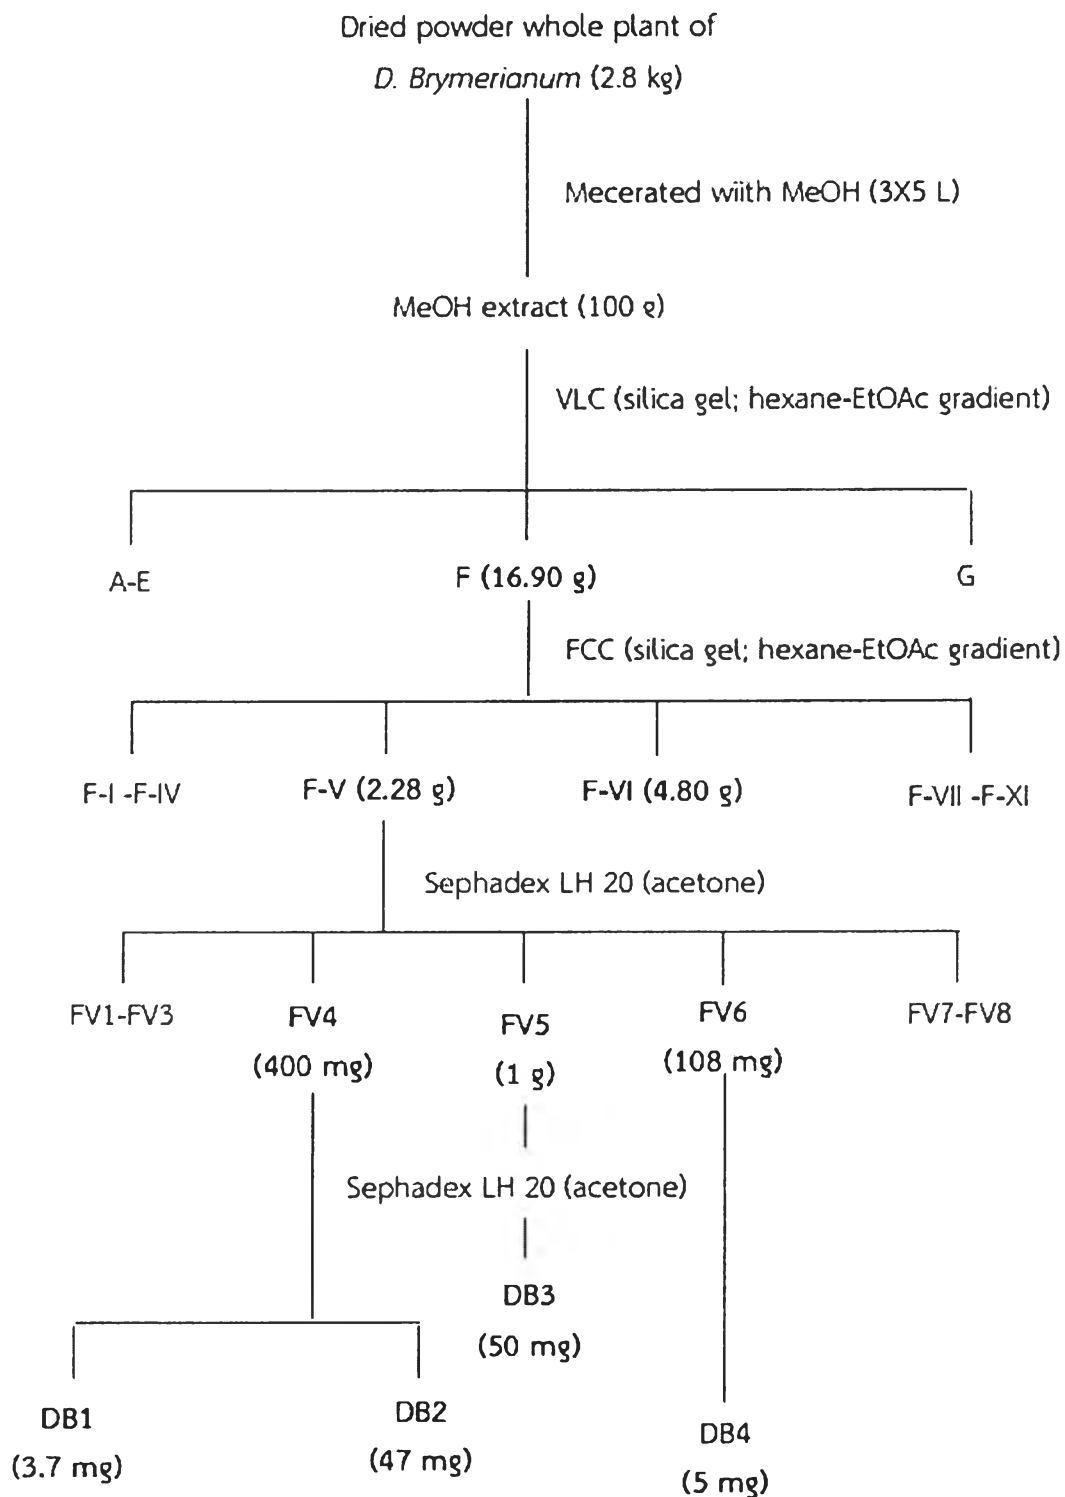 Dried powder whole plant of
D. Brymerianum (2.8 kg)
Mecerated wiith MeOH (3X5 L)
MeOH extract (100 g)
VLC (silica gel; hexane-EtOAc gradient)
A-E
F (16.90 g)
G
FCC (silica gel; hexane-EtOAc gradient)
F-I -F-IV
F-V (2.28 g)
F-VI (4.80 g)
F-VII -F-XI
Sephadex LH 20 (acetone)
FV1-FV3
FV4
(400 mg)
FV5
(1 g)
FV6
(108 mg)
FV7-FV8
Sephadex LH 20 (acetone)
DB3
(50 mg)
DB1
(3.7 mg)
DB2
(47 mg)
DB4
(5 mg)